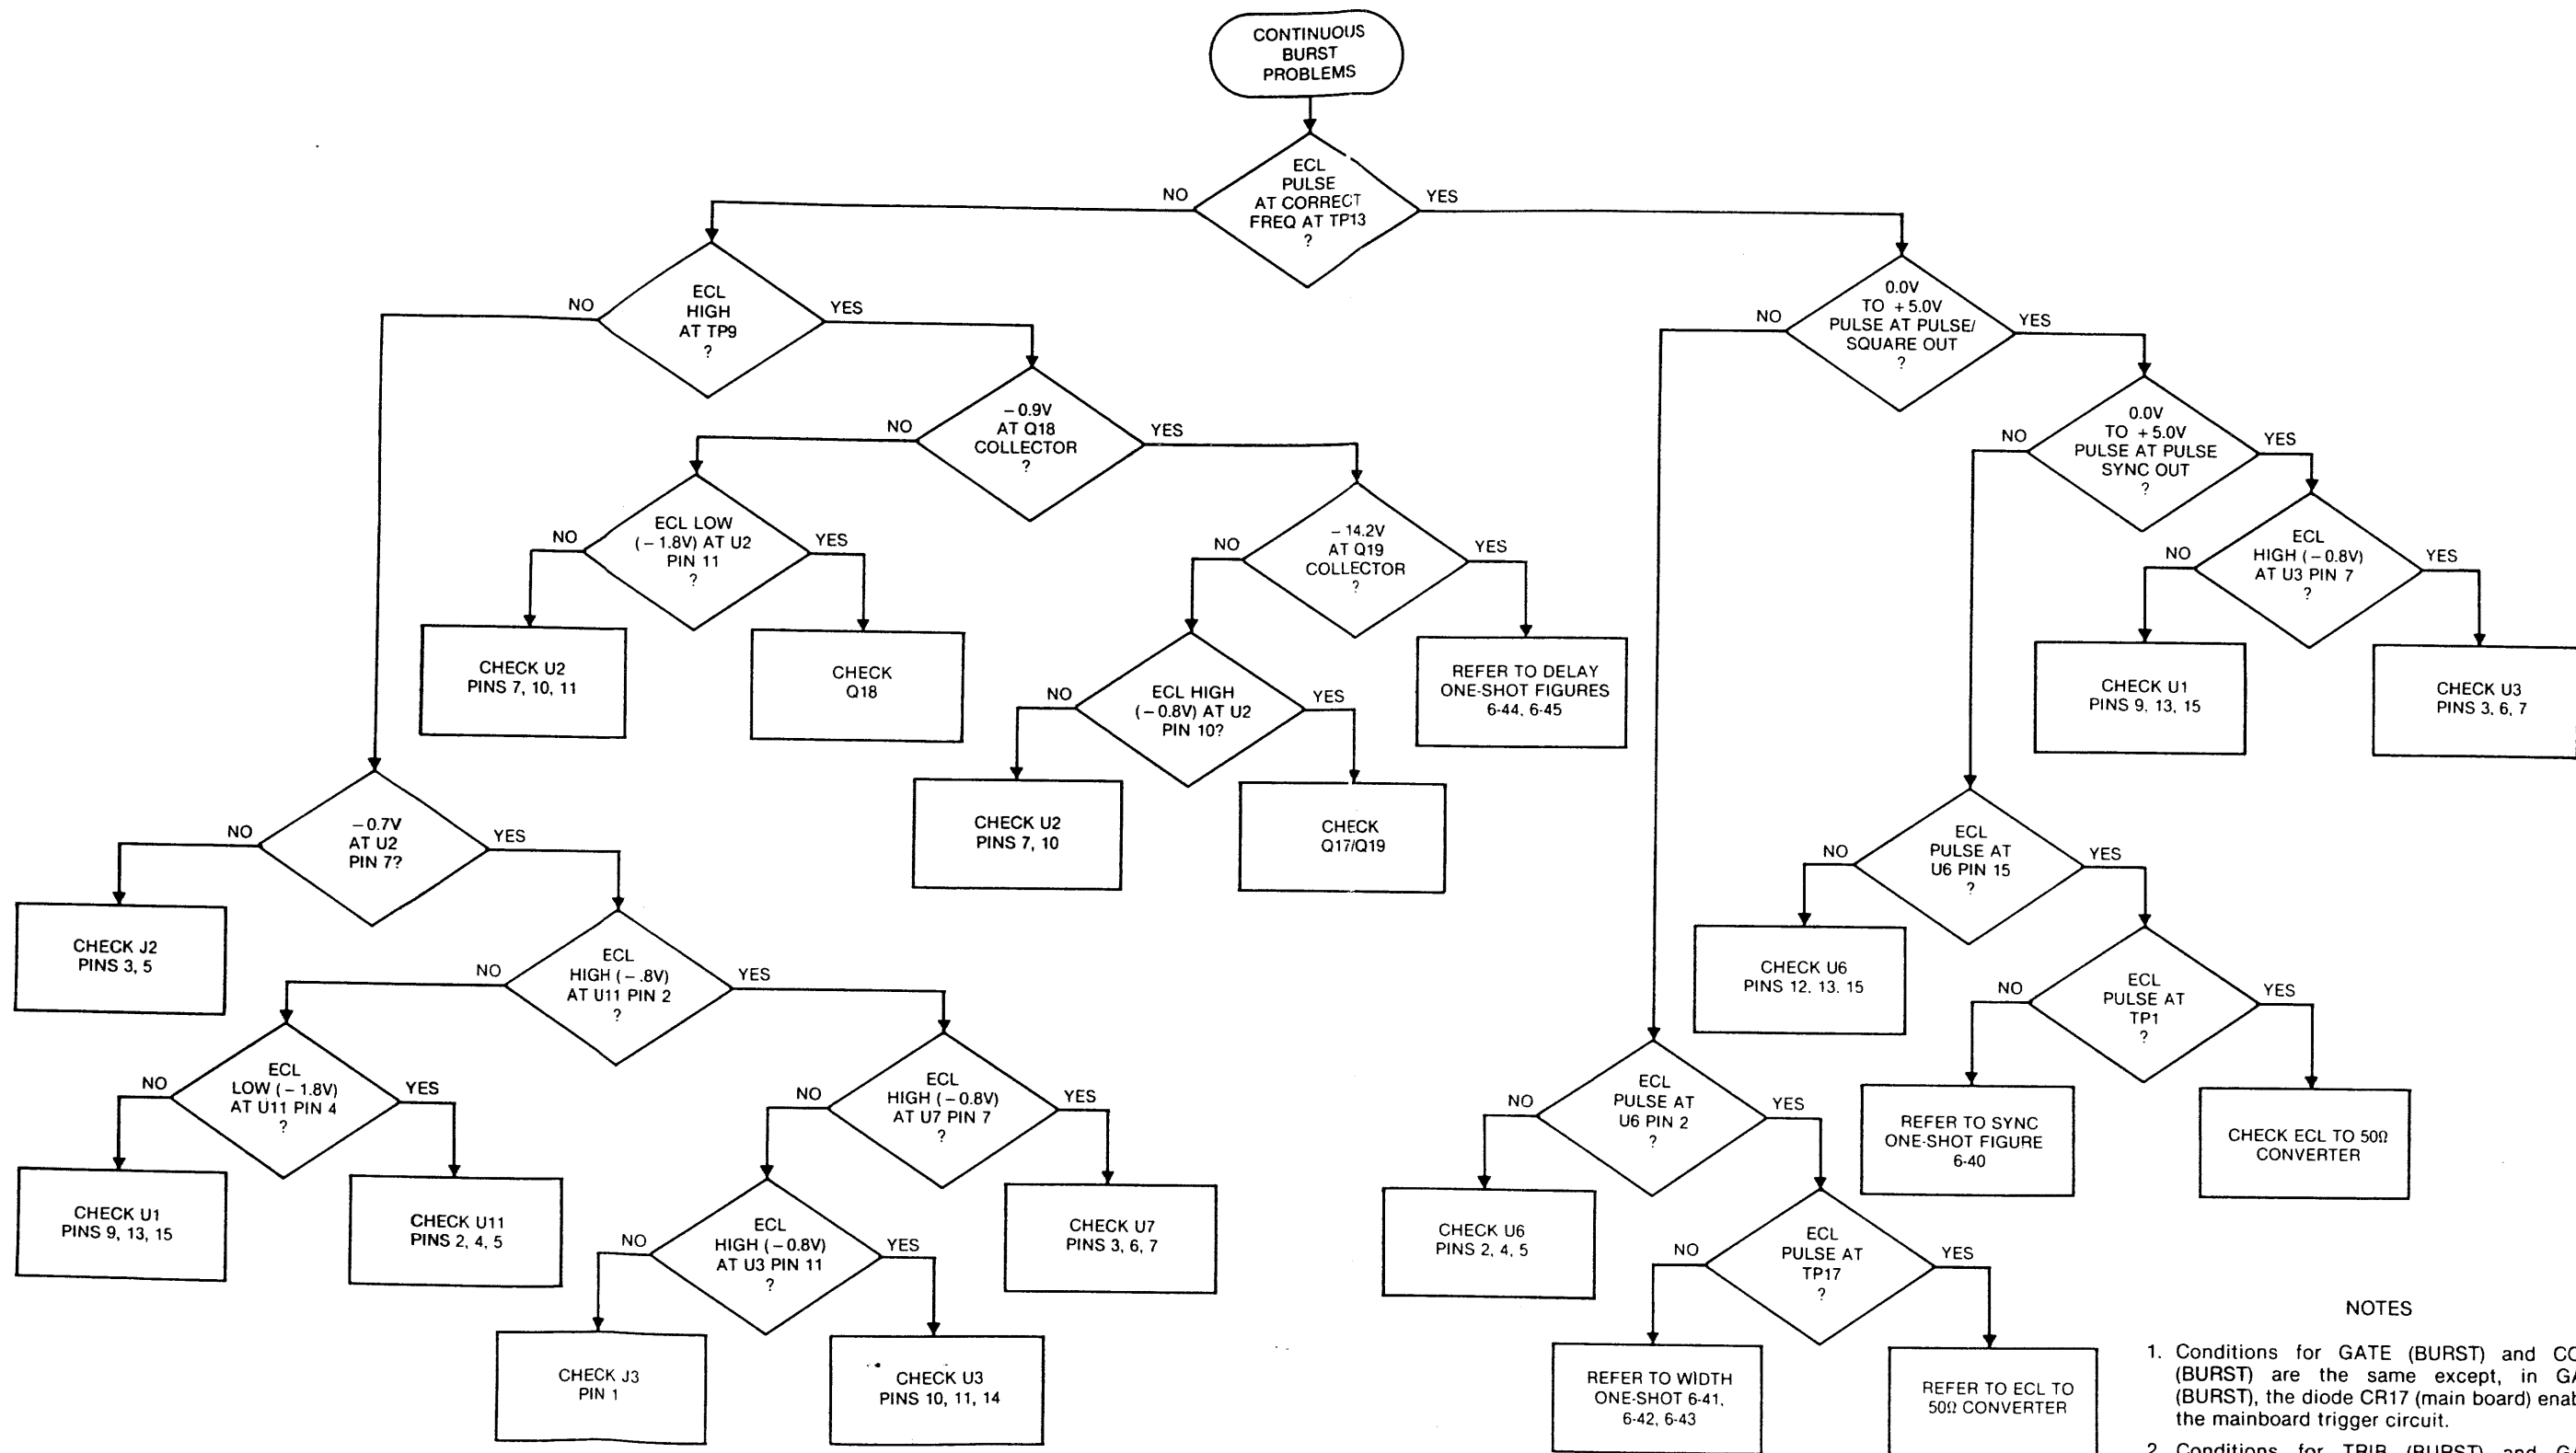 CONTINUOUS
BURST
PROBLEMS
ECL
PULSE
AT CORRECT
FREQ AT TP13
?
NO
YES
ECL
HIGH
AT TP9
?
NO
YES
0.0V
TO +5.0V
PULSE AT PULSE/
SQUARE OUT
?
NO
YES
–0.9V
AT Q18
COLLECTOR
?
NO
YES
0.0V
TO +5.0V
PULSE AT PULSE
SYNC OUT
?
NO
YES
ECL LOW
(–1.8V) AT U2
PIN 11
?
NO
YES
–14.2V
AT Q19
COLLECTOR
?
NO
YES
ECL
HIGH (–0.8V)
AT U3 PIN 7
?
NO
YES
CHECK U2
PINS 7, 10, 11
CHECK
Q18
ECL HIGH
(–0.8V) AT U2
PIN 10?
NO
YES
REFER TO DELAY
ONE-SHOT FIGURES
6-44, 6-45
CHECK U1
PINS 9, 13, 15
CHECK U3
PINS 3, 6, 7
CHECK U2
PINS 7, 10
CHECK
Q17/Q19
–0.7V
AT U2
PIN 7?
NO
YES
ECL
PULSE AT
U6 PIN 15
?
NO
YES
CHECK J2
PINS 3, 5
ECL
HIGH (–.8V)
AT U11 PIN 2
?
NO
YES
CHECK U6
PINS 12, 13, 15
ECL
PULSE AT
TP1
?
NO
YES
ECL
LOW (–1.8V)
AT U11 PIN 4
?
NO
YES
ECL
HIGH (–0.8V)
AT U7 PIN 7
?
NO
YES
ECL
PULSE AT
U6 PIN 2
?
NO
YES
REFER TO SYNC
ONE-SHOT FIGURE
6-40
CHECK ECL TO 50Ω
CONVERTER
CHECK U1
PINS 9, 13, 15
CHECK U11
PINS 2, 4, 5
ECL
HIGH (–0.8V)
AT U3 PIN 11
?
NO
YES
CHECK U7
PINS 3, 6, 7
CHECK U6
PINS 2, 4, 5
ECL
PULSE AT
TP17
?
NO
YES
CHECK J3
PIN 1
CHECK U3
PINS 10, 11, 14
REFER TO WIDTH
ONE-SHOT 6-41,
6-42, 6-43
REFER TO ECL TO
50Ω CONVERTER
NOTES
1. Conditions for GATE (BURST) and
(BURST) are the same except, in
(BURST), the diode CR17 (main board)
the mainboard trigger circuit.
2. Conditions for TRIB (BURST) and